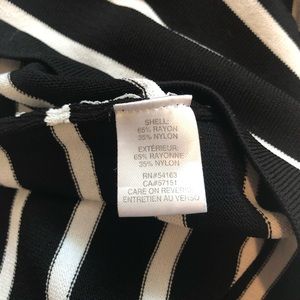 SHELL:
65% RAYON
35% NYLON
EXTÉRIEUR:
65% RAYONNE
35% NYLON
RN#54163
CA#57151
CARE ON REVERSE
ENTRETIEN AU VERSO